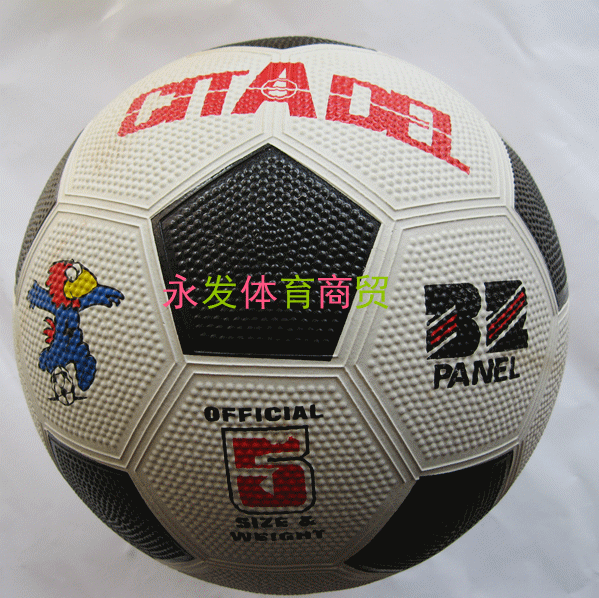 CITADEL
永发体育商贸
32
PANEL
OFFICIAL
5
SIZE &
WEIGHT